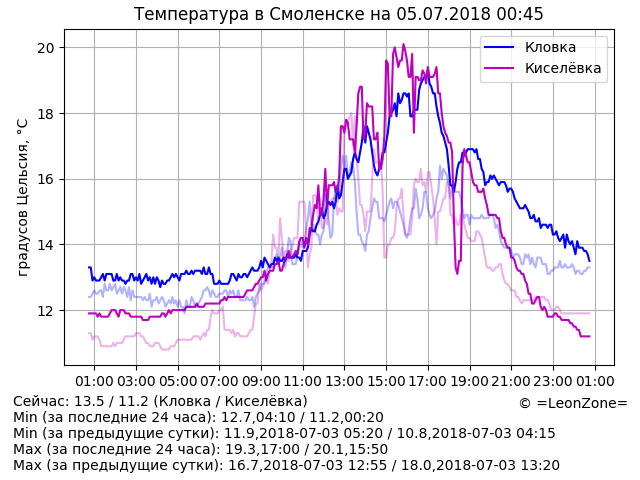 Температура в Смоленске на 05.07.2018 00:45
градусов Цельсия, °C
20
18
16
14
12
Кловка
Киселёвка
01:00 03:00 05:00 07:00 09:00 11:00 13:00 15:00 17:00 19:00 21:00 23:00 01:00
Сейчас: 13.5 / 11.2 (Кловка / Киселёвка)
© =LeonZone=
Min (за последние 24 часа): 12.7,04:10 / 11.2,00:20
Min (за предыдущие сутки): 11.9,2018-07-03 05:20 / 10.8,2018-07-03 04:15
Max (за последние 24 часа): 19.3,17:00 / 20.1,15:50
Max (за предыдущие сутки): 16.7,2018-07-03 12:55 / 18.0,2018-07-03 13:20